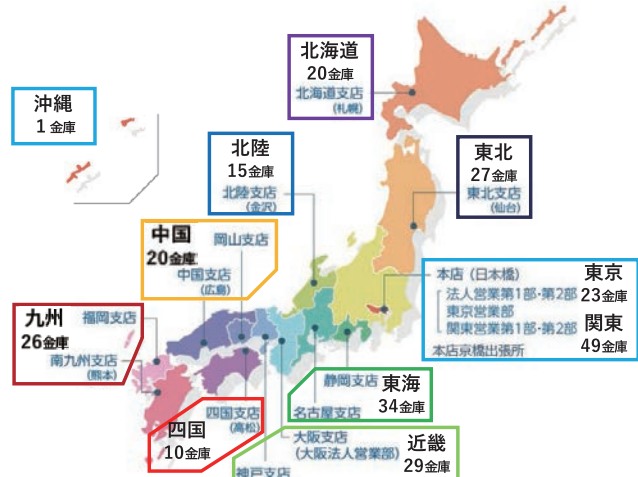 北海道
20金庫
北海道支店
(札幌)
沖縄
1金庫
北陸
15金庫
北陸支店
(金沢)
東北
27金庫
東北支店
(仙台)
中国
岡山支店
20金庫
中国支店
(広島)
本店（日本橋）
東京
法人営業第1部・第2部
23金庫
東京営業部
関東
関東営業第1部・第2部
49金庫
本店京橋出張所
九州
福岡支店
26金庫
南九州支店
(熊本)
静岡支店
東海
名古屋支店
34金庫
四国支店
(高松)
四国
10金庫
大阪支店
(大阪法人営業部)
近畿
29金庫
神戸支店